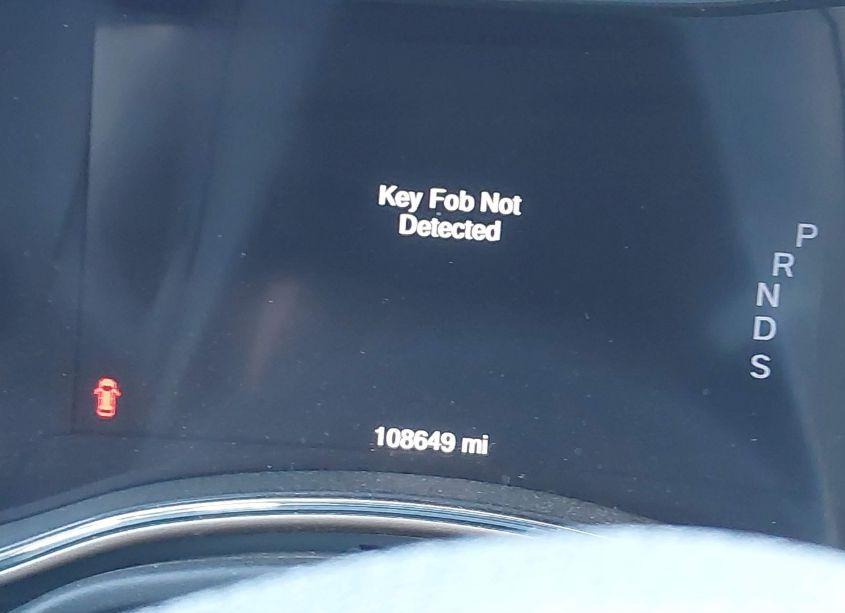 Key Fob Not
Detected
P
R
N
D
S
108649 mi